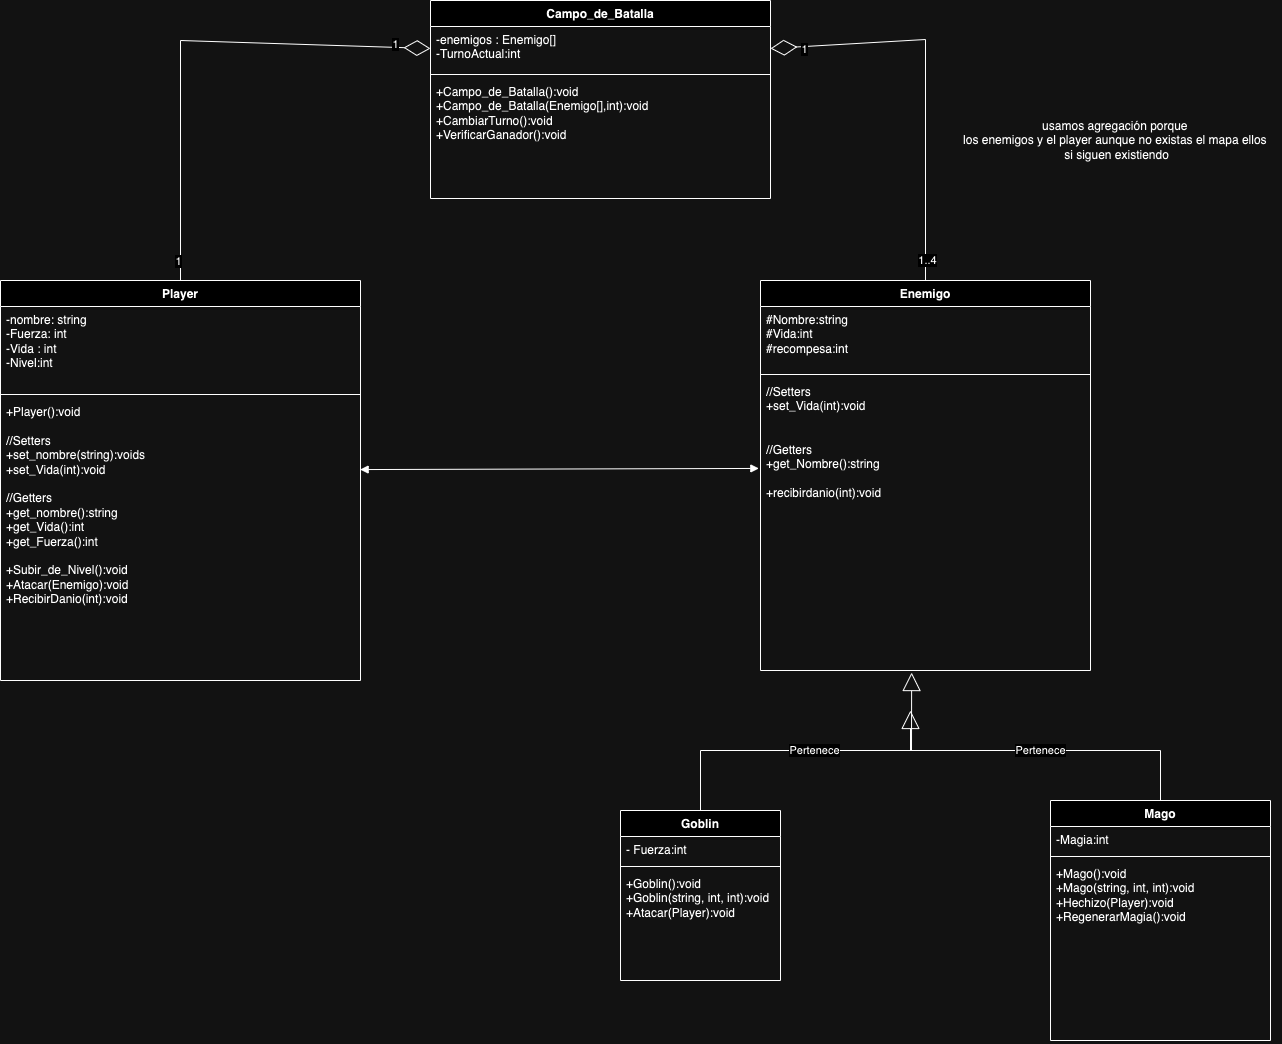 Campo_de_Batalla
-enemigos : Enemigo[]
-TurnoActual:int
+Campo_de_Batalla():void
+Campo_de_Batalla(Enemigo[],int):void
+CambiarTurno():void
+VerificarGanador():void
1
1
usamos agregación porque
los enemigos y el player aunque no existas el mapa ellos
si siguen existiendo
1
1..4
Player
-nombre: string
-Fuerza: int
-Vida : int
-Nivel:int
+Player():void
//Setters
+set_nombre(string):voids
+set_Vida(int):void
//Getters
+get_nombre():string
+get_Vida():int
+get_Fuerza():int
+Subir_de_Nivel():void
+Atacar(Enemigo):void
+RecibirDanio(int):void
Enemigo
#Nombre:string
#Vida:int
#recompesa:int
//Setters
+set_Vida(int):void
//Getters
+get_Nombre():string
+recibirdanio(int):void
Pertenece
Pertenece
Goblin
- Fuerza:int
+Goblin():void
+Goblin(string, int, int):void
+Atacar(Player):void
Mago
-Magia:int
+Mago():void
+Mago(string, int, int):void
+Hechizo(Player):void
+RegenerarMagia():void